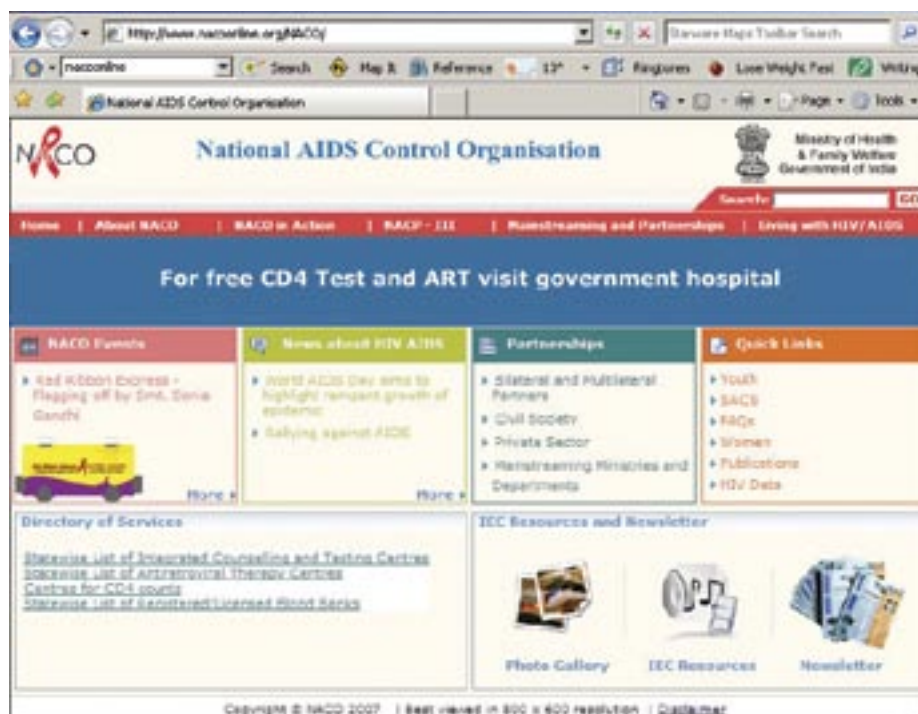 http://www.nacoonline.org/NACO/
Starware Maps Toolbar Search
nacoonline
Search
Map It
Reference
13°
Ringtones
Lose Weight Fast
National AIDS Control Organisation
Page
Tools
NACO
National AIDS Control Organisation
Ministry of Health
& Family Welfare
Government of India
Search:
GO
Home | About NACO | NACO in Action | NACP - III | Mainstreaming and Partnerships | Living with HIV/AIDS
For free CD4 Test and ART visit government hospital
NACO Events
Red Ribbon Express -
Flagging off by Smt. Sonia
Gandhi
More
News about HIV AIDS
World AIDS Day aims to
highlight rampant growth of
epidemic
Rallying against AIDS
More
Partnerships
Bilateral and Multilateral
Partners
Civil Society
Private Sector
Mainstreaming Ministries and
Departments
Quick Links
Youth
SACS
FAQs
Women
Publications
HIV Data
Directory of Services
Statewise List of Integrated Counselling and Testing Centres
Statewise List of Antiretroviral Therapy Centres
Centres for CD4 counts
Statewise List of Registered/Licensed Blood Banks
IEC Resources and Newsletter
Photo Gallery
IEC Resources
Newsletter
Copyright © NACO 2007 | Best viewed in 800 x 600 resolution | Disclaimer